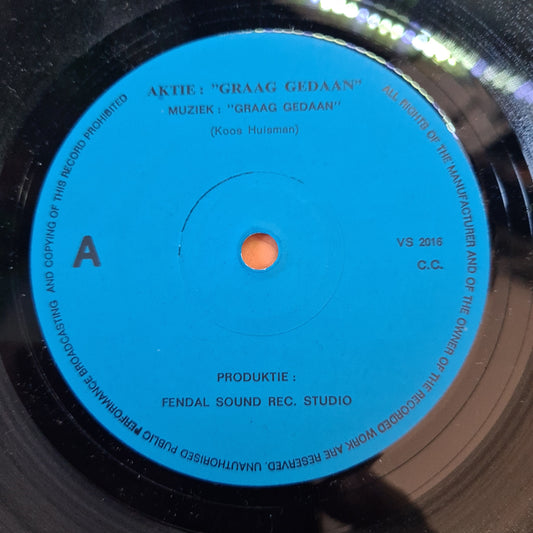 AKTIE : "GRAAG GEDAAN"
MUZIEK : "GRAAG GEDAAN"
(Koos Huisman)
A
VS 2016
C.C.
PRODUKTIE :
FENDAL SOUND REC. STUDIO
ALL RIGHTS OF THE MANUFACTURER AND OF THE OWNER OF THE RECORDED WORK ARE RESERVED. UNAUTHORISED PUBLIC PERFORMANCE BROADCASTING AND COPYING OF THIS RECORD PROHIBITED